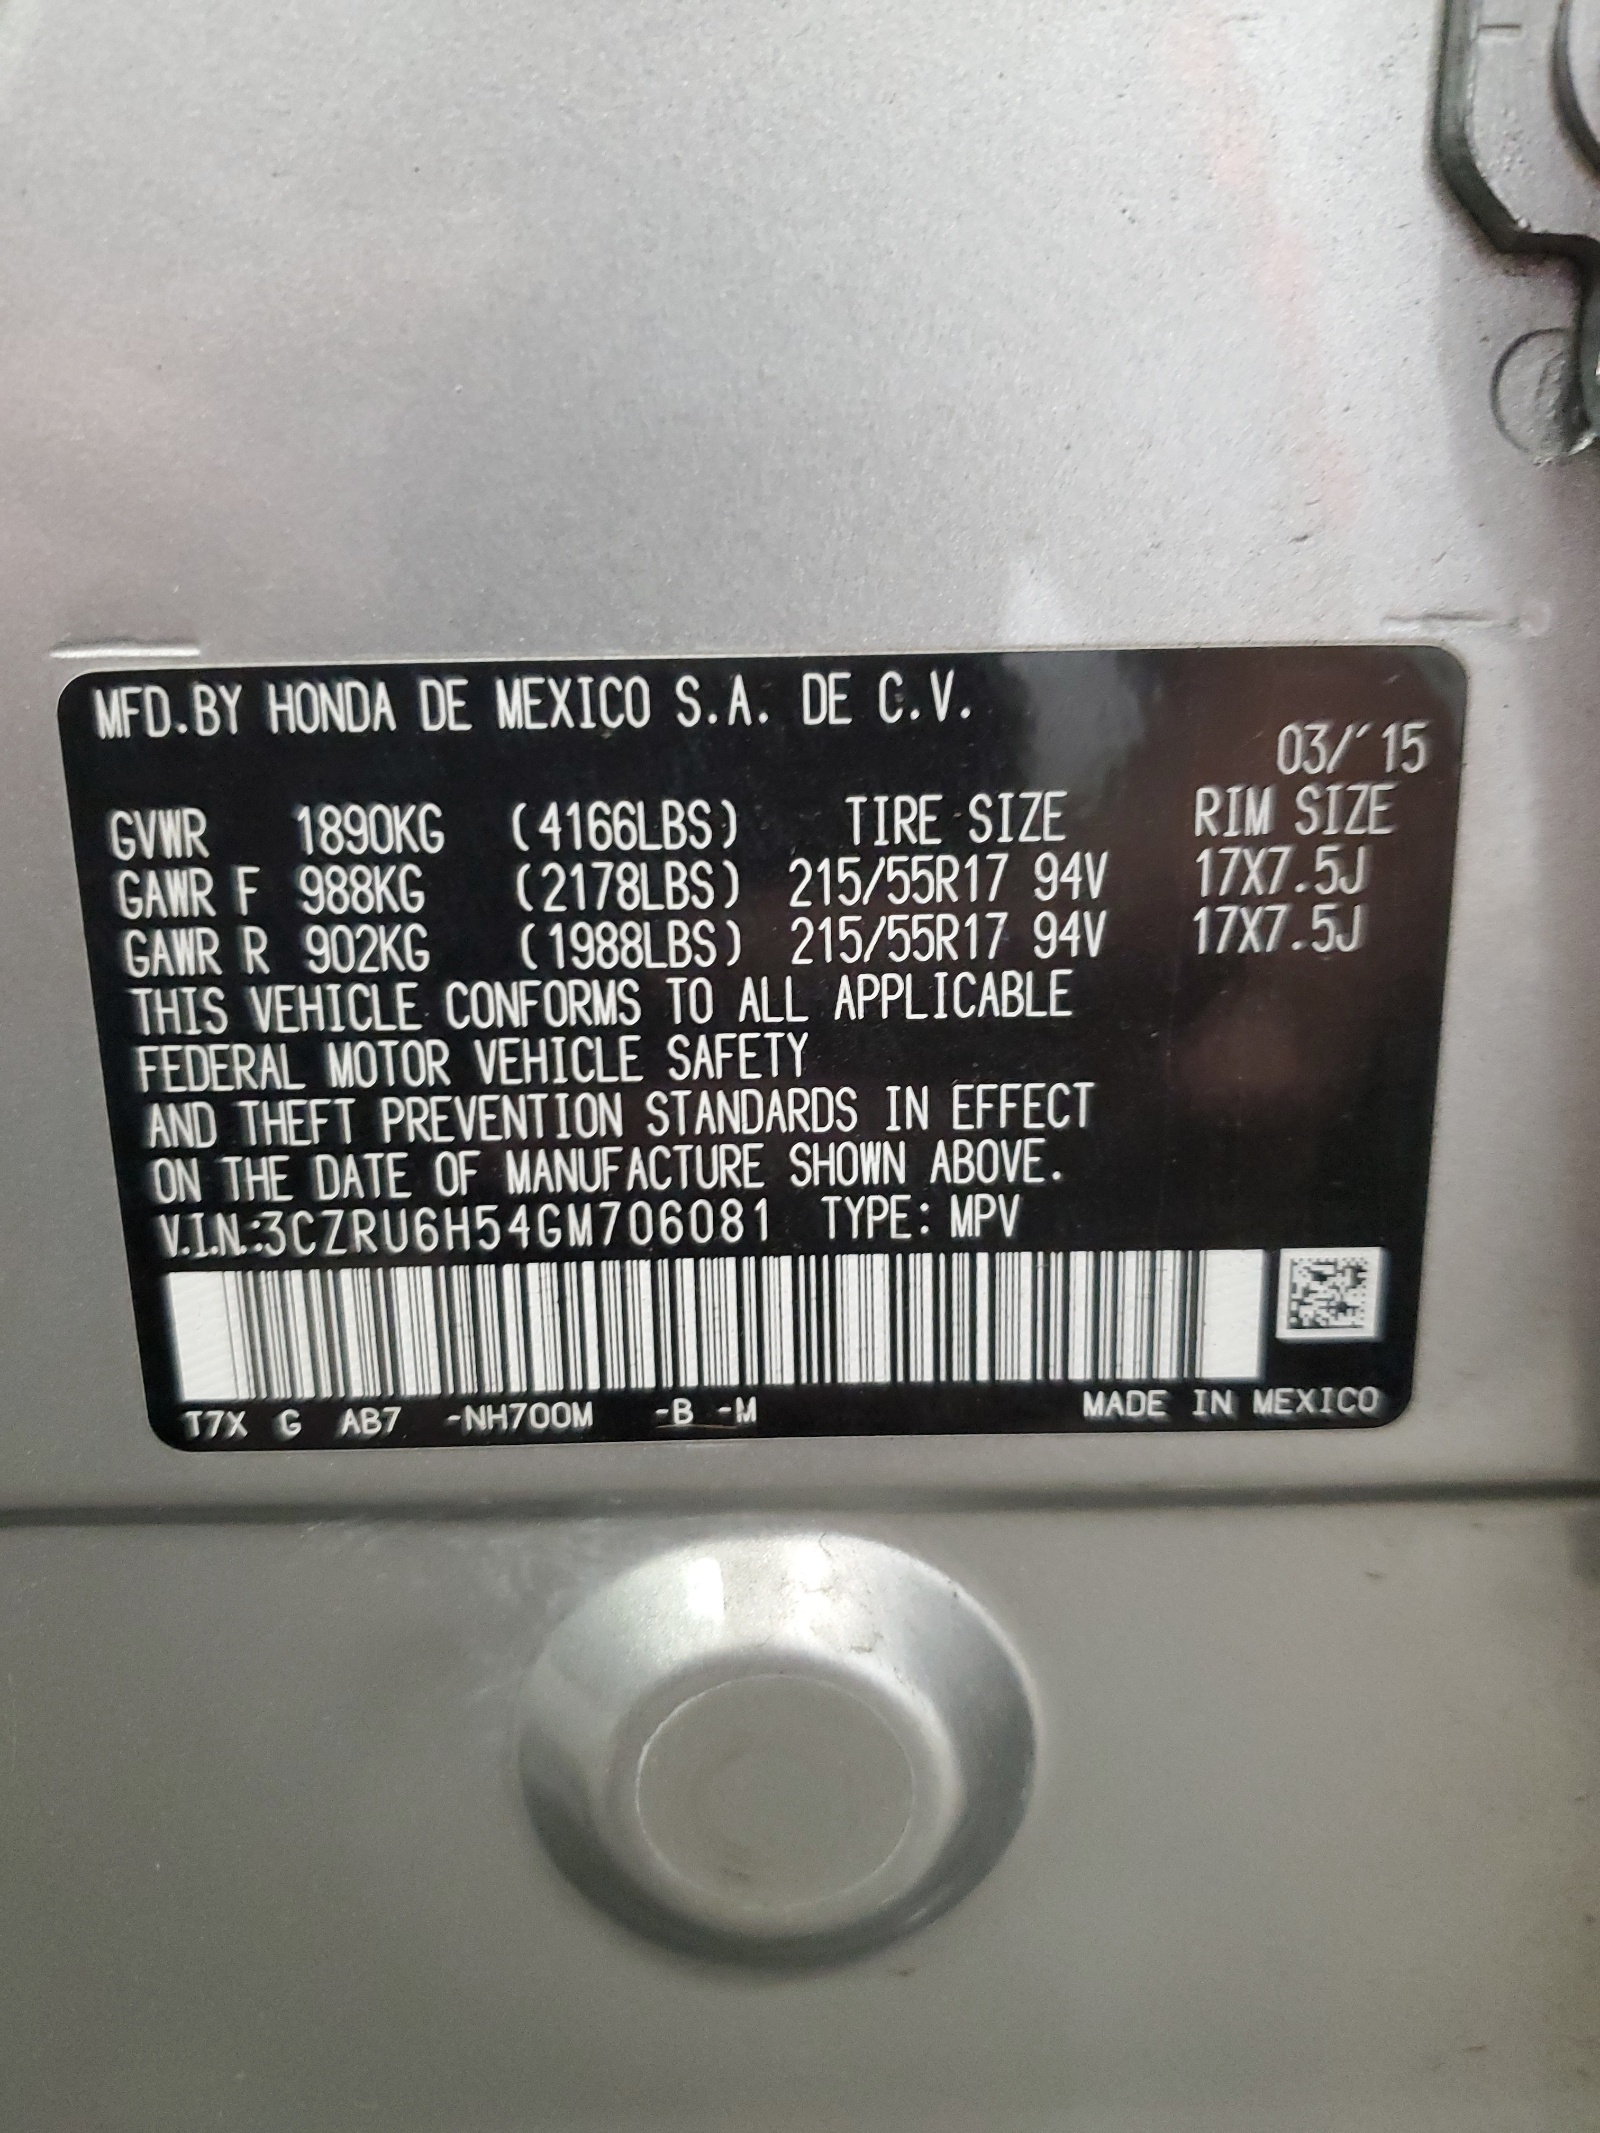 MFD.BY HONDA DE MEXICO S.A. DE C.V.
03/'15
GVWR 1890KG (4166LBS) TIRE SIZE RIM SIZE
GAWR F 988KG (2178LBS) 215/55R17 94V 17X7.5J
GAWR R 902KG (1988LBS) 215/55R17 94V 17X7.5J
THIS VEHICLE CONFORMS TO ALL APPLICABLE
FEDERAL MOTOR VEHICLE SAFETY
AND THEFT PREVENTION STANDARDS IN EFFECT
ON THE DATE OF MANUFACTURE SHOWN ABOVE.
V.I.N.:3CZRU6H54GM706081 TYPE: MPV
T7X G AB7 -NH700M -B -M MADE IN MEXICO